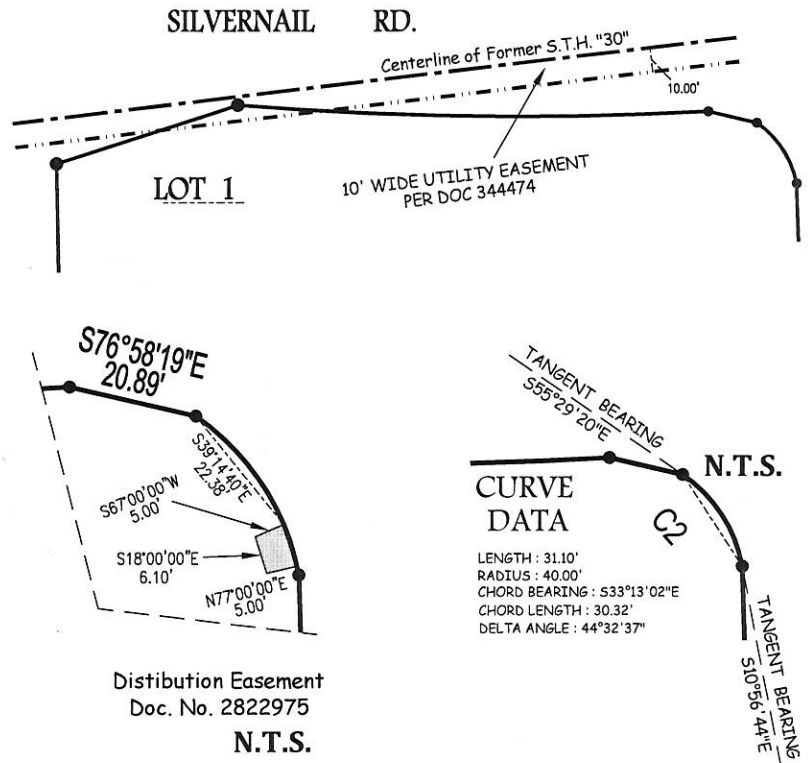 SILVERNAIL RD.
Centerline of Former S.T.H. "30"
10.00'
LOT 1
10' WIDE UTILITY EASEMENT
PER DOC 344474
S76°58'19"E
20.89'
S39°14'40"E
22.38'
S67°00'00"W
5.00'
S18°00'00"E
6.10'
N77°00'00"E
5.00'
Distibution Easement
Doc. No. 2822975
N.T.S.
TANGENT BEARING
S55°29'20"E
N.T.S.
CURVE
DATA
C2
LENGTH : 31.10'
RADIUS : 40.00'
CHORD BEARING : S33°13'02"E
CHORD LENGTH : 30.32'
DELTA ANGLE : 44°32'37"
TANGENT BEARING
S10°56'44"E